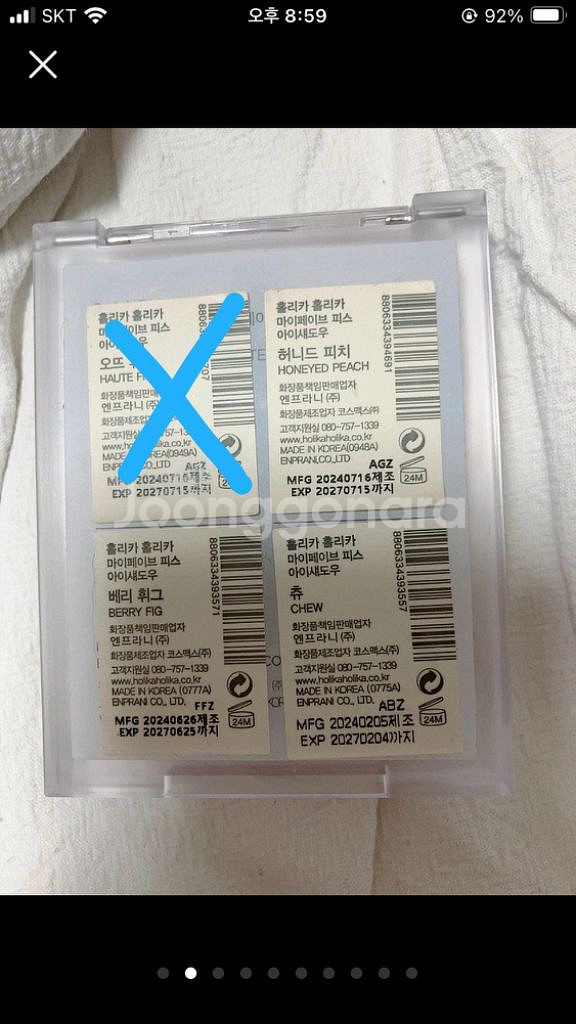 SKT
오후 8:59
92%
홀리카 홀리카
마이페이브 피스
아이섀도우
오뜨
HAUTE
화장품책임판매업자
엔프라니 (주)
화장품제조업자
고객지원실 080-757-13
www.holikaholika.co.kr
MADE IN KOREA(0948A)
ENPRANI.CO.,LTD
AGZ
MFG 20240716제조
EXP 20270715까지
24M
홀리카 홀리카
마이페이브 피스
아이섀도우
허니드 피치
HONEYED PEACH
화장품책임판매업자
엔프라니 (주)
화장품제조업자 코스맥스(주)
고객지원실 080-757-1339
www.holikaholika.co.kr
MADE IN KOREA(0949A)
ENPRANI.CO.,LTD
AGZ
MFG 20240716제조
EXP 20270715까지
24M
8806334394691
Joonggonara
홀리카 홀리카
마이페이브 피스
아이섀도우
베리 휘그
BERRY FIG
화장품책임판매업자
엔프라니 (주)
화장품제조업자 코스맥스(주)
고객지원실 080-757-1339
www.holikaholika.co.kr
MADE IN KOREA (0777A)
ENPRANI CO., LTD.
FFZ
MFG 20240626제조
EXP 20270625까지
24M
8806334393571
홀리카 홀리카
마이페이브 피스
아이섀도우
츄
CHEW
화장품책임판매업자
엔프라니 (주)
화장품제조업자 코스맥스(주)
고객지원실 080-757-1339
www.holikaholika.co.kr
MADE IN KOREA (0775A)
ENPRANI CO., LTD.
ABZ
MFG 20240205제조
EXP 20270204까지
24M
8806334393557